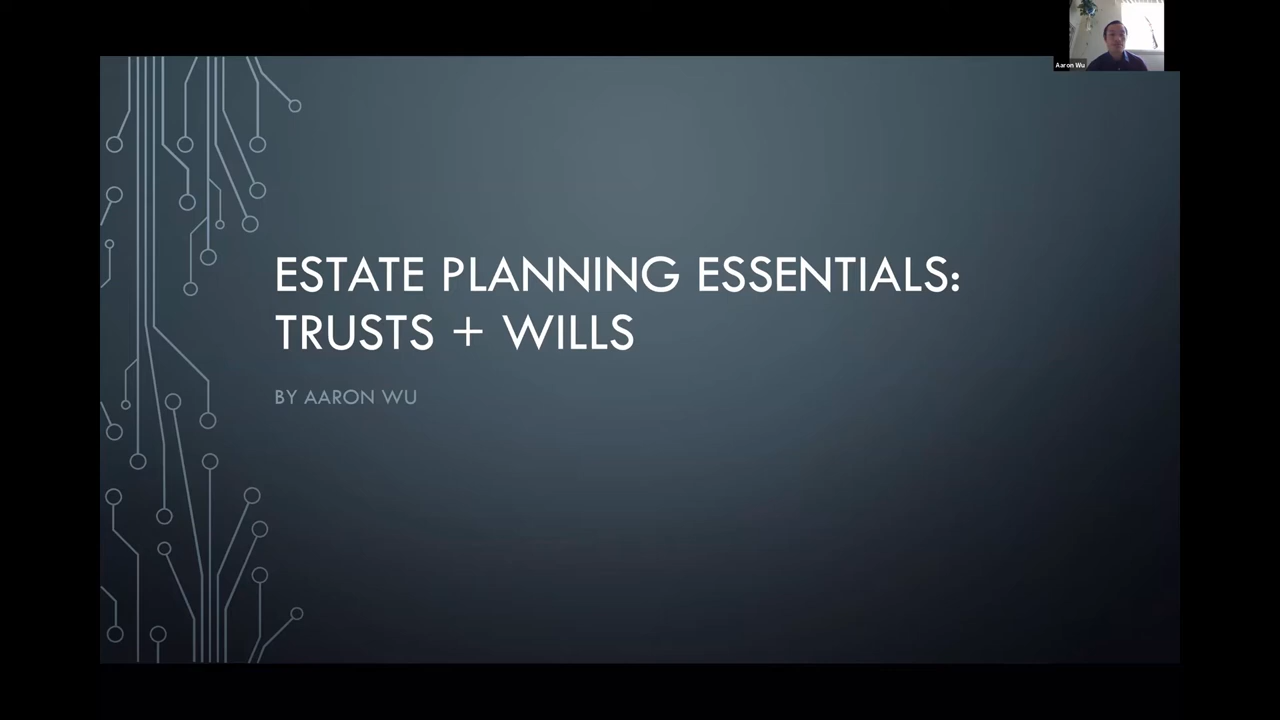 Aaron Wu
ESTATE PLANNING ESSENTIALS:
TRUSTS + WILLS
BY AARON WU